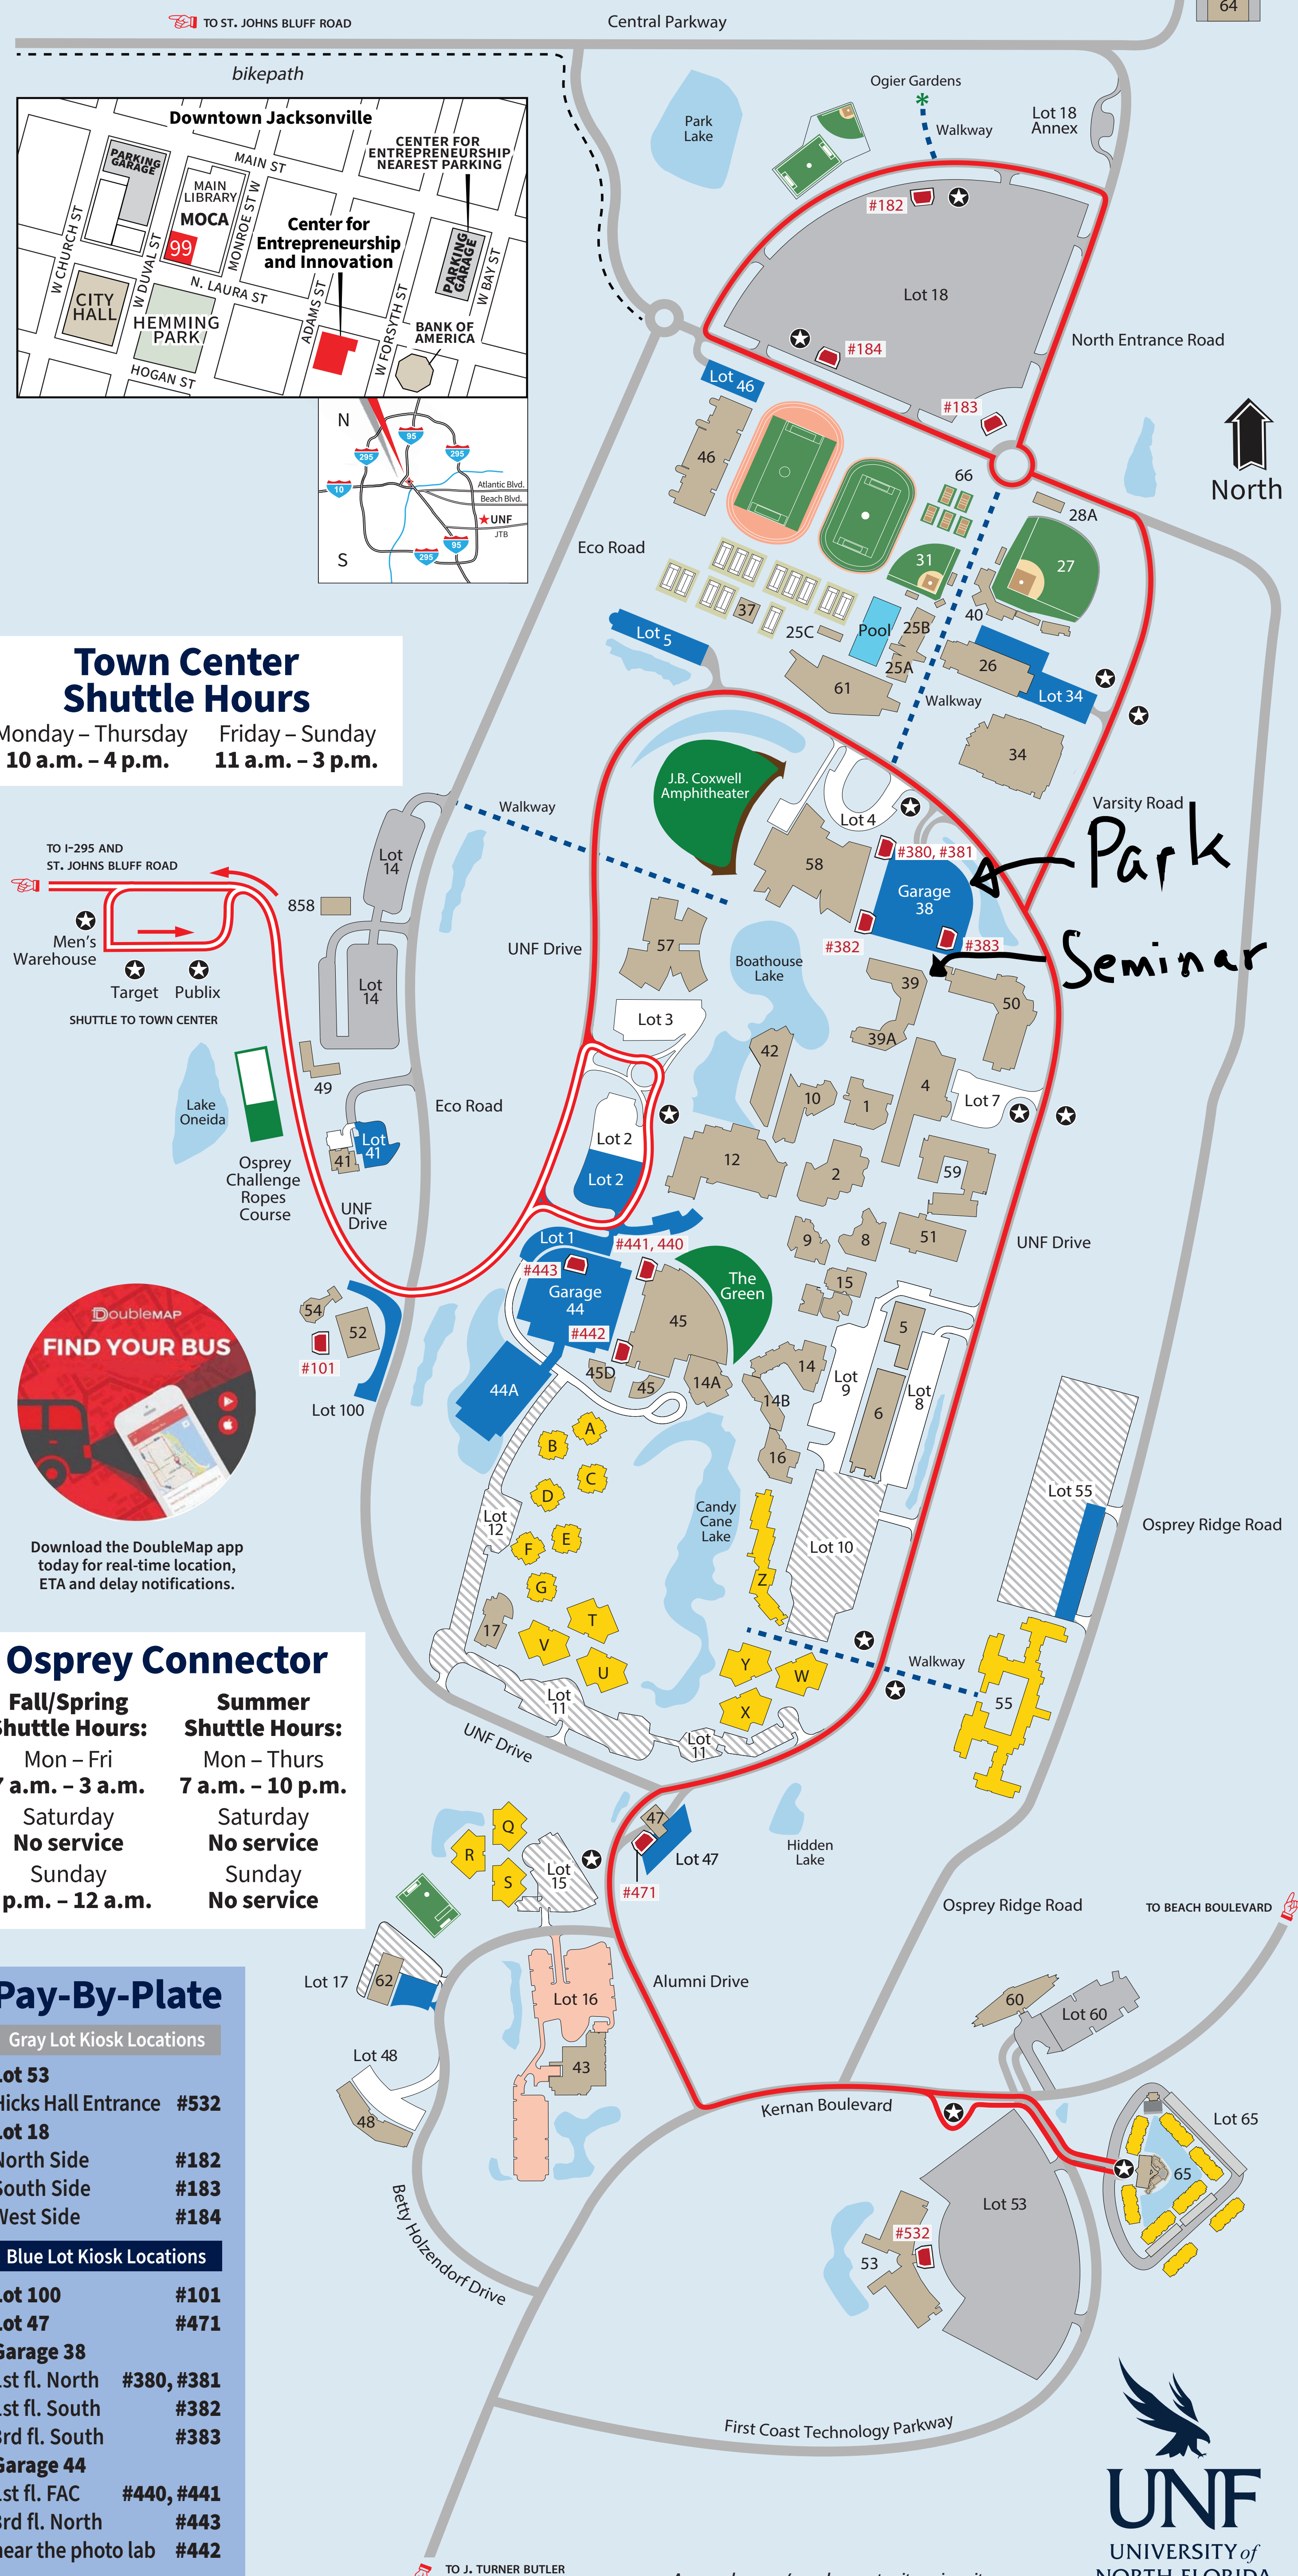 TO ST. JOHNS BLUFF ROAD
Central Parkway
64
bikepath
Downtown Jacksonville
PARKING GARAGE
MAIN ST
CENTER FOR
ENTREPRENEURSHIP
NEAREST PARKING
MAIN
LIBRARY
MOCA
99
MONROE ST W
W CHURCH ST
W DUVAL ST
Center for
Entrepreneurship
and Innovation
PARKING GARAGE
W BAY ST
N. LAURA ST
CITY
HALL
HEMMING
PARK
ADAMS ST
W FORSYTH ST
BANK OF
AMERICA
HOGAN ST
N
95
295
295
10
Atlantic Blvd.
Beach Blvd.
UNF
JTB
95
295
S
Park
Lake
Ogier Gardens
Walkway
Lot 18
Annex
#182
Lot 18
#184
#183
North Entrance Road
North
Lot 46
46
66
28A
Eco Road
31
27
37
25C
Pool
25B
40
25A
26
Lot 5
61
Walkway
Lot 34
34
Town Center
Shuttle Hours
Monday – Thursday
10 a.m. – 4 p.m.
Friday – Sunday
11 a.m. – 3 p.m.
J.B. Coxwell
Amphitheater
Walkway
Lot 4
Varsity Road
Park
TO I-295 AND
ST. JOHNS BLUFF ROAD
Lot
14
58
#380, #381
Garage
38
858
Men's
Warehouse
Target
Publix
SHUTTLE TO TOWN CENTER
UNF Drive
57
Boathouse
Lake
#382
#383
Seminar
Lot
14
39
50
Lot 3
39A
42
49
Lake
Oneida
Eco Road
10
1
4
Lot 7
Lot 2
Lot
41
41
Osprey
Challenge
Ropes
Course
UNF
Drive
12
2
59
Lot 2
Lot 1
#441, 440
9
8
51
UNF Drive
#443
Garage
44
The
Green
15
DOUBLEMAP
FIND YOUR BUS
54
52
#101
#442
45
5
44A
45D
45
14A
14
14B
Lot
9
Lot
8
6
Lot 100
A
B
C
D
E
F
G
16
Lot 55
Lot
12
Candy
Cane
Lake
Lot 10
Osprey Ridge Road
Download the DoubleMap app
today for real-time location,
ETA and delay notifications.
Z
17
T
V
U
Y
W
X
Walkway
55
Lot
11
Lot
11
UNF Drive
Osprey Connector
Fall/Spring
Shuttle Hours:
Mon – Fri
7 a.m. – 3 a.m.
Saturday
No service
Sunday
p.m. – 12 a.m.
Summer
Shuttle Hours:
Mon – Thurs
7 a.m. – 10 p.m.
Saturday
No service
Sunday
No service
Q
R
S
Lot
15
47
Lot 47
#471
Hidden
Lake
Osprey Ridge Road
TO BEACH BOULEVARD
Lot 17
62
Lot 16
Alumni Drive
60
Lot 60
Lot 48
48
43
Kernan Boulevard
Lot 65
65
Betty Holzendorf Drive
Lot 53
#532
53
First Coast Technology Parkway
Pay-By-Plate
Gray Lot Kiosk Locations
Lot 53
Hicks Hall Entrance #532
Lot 18
North Side #182
South Side #183
West Side #184
Blue Lot Kiosk Locations
Lot 100 #101
Lot 47 #471
Garage 38
1st fl. North #380, #381
1st fl. South #382
3rd fl. South #383
Garage 44
1st fl. FAC #440, #441
3rd fl. North #443
near the photo lab #442
UNF
UNIVERSITY of
NORTH FLORIDA
TO J. TURNER BUTLER